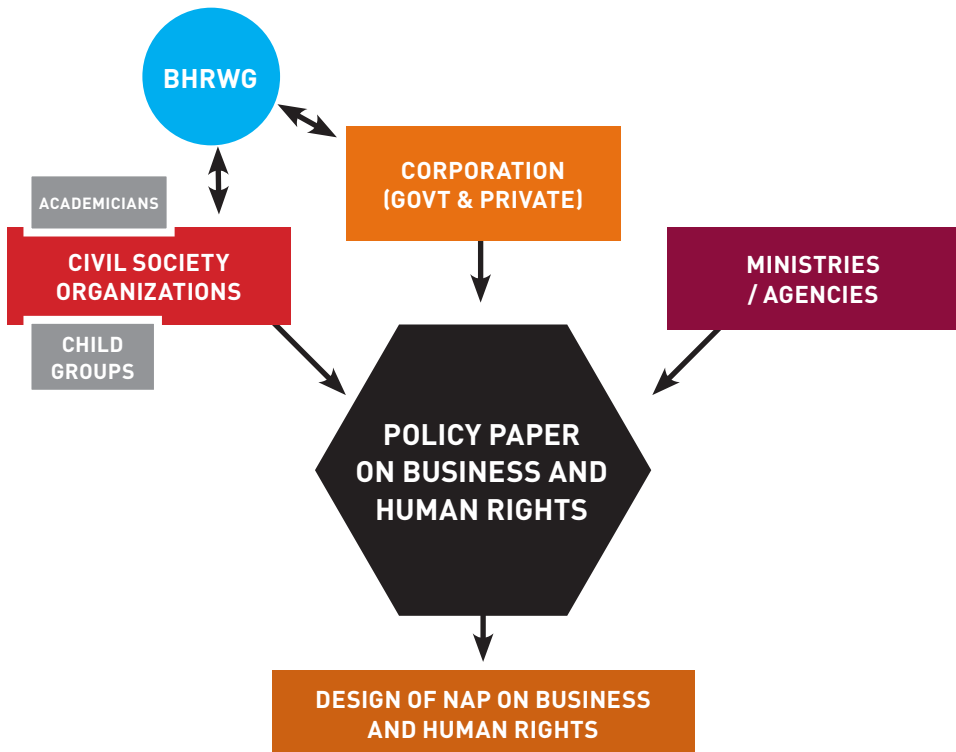 BHRWG
CORPORATION
(GOVT & PRIVATE)
ACADEMICIANS
CIVIL SOCIETY
ORGANIZATIONS
MINISTRIES
/ AGENCIES
CHILD
GROUPS
POLICY PAPER
ON BUSINESS AND
HUMAN RIGHTS
DESIGN OF NAP ON BUSINESS
AND HUMAN RIGHTS